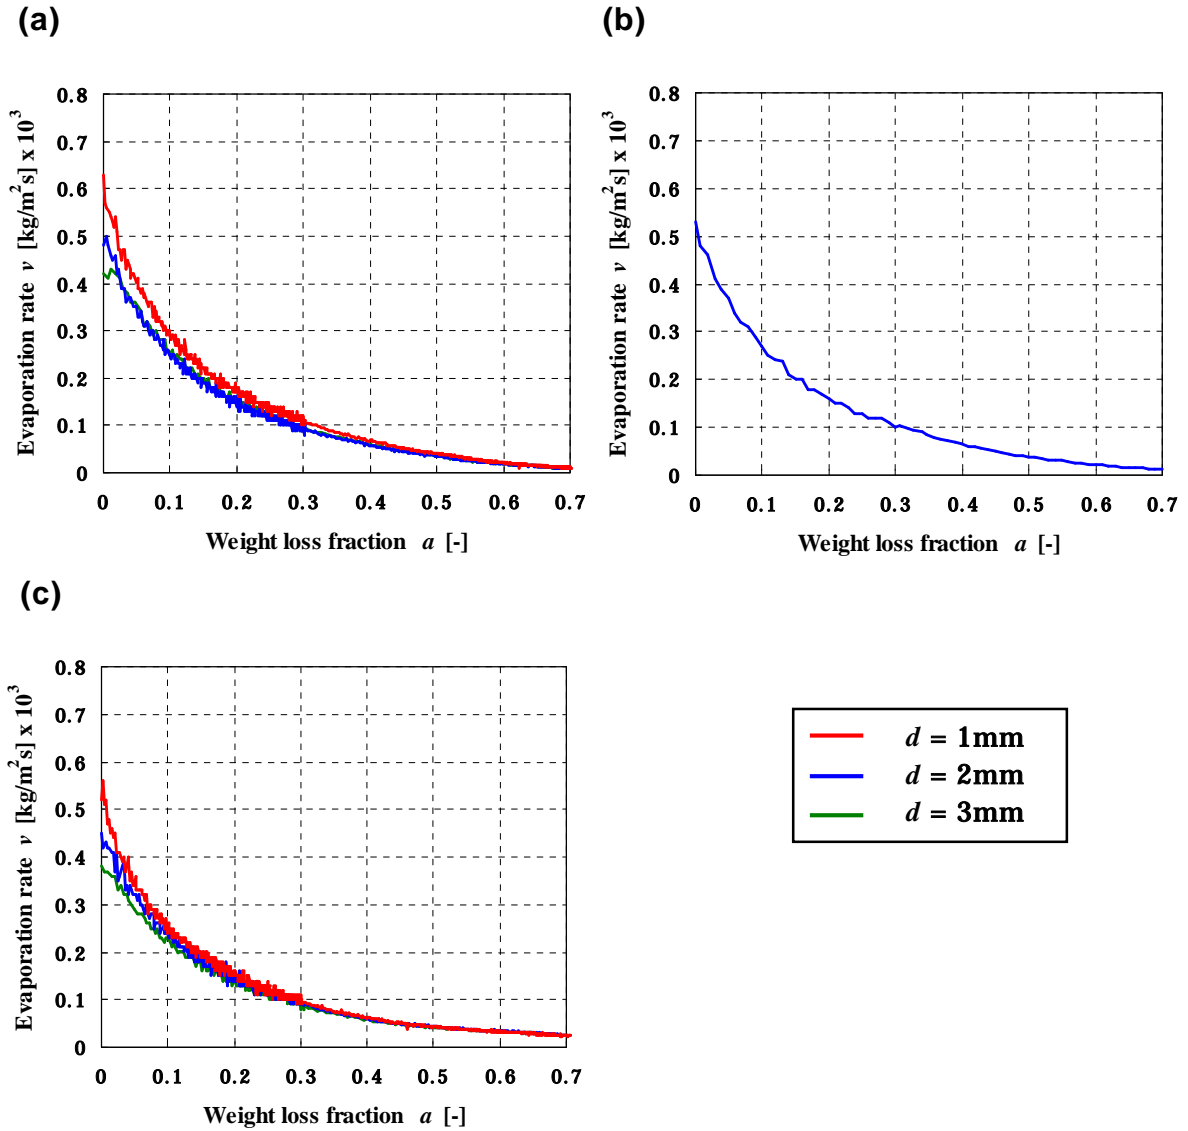 (a)
0.8
0.7
0.6
0.5
0.4
0.3
0.2
0.1
0
Evaporation rate v [kg/m²s] x 10³
0 0.1 0.2 0.3 0.4 0.5 0.6 0.7
Weight loss fraction a [-]
(b)
0.8
0.7
0.6
0.5
0.4
0.3
0.2
0.1
0
Evaporation rate v [kg/m²s] x 10³
0 0.1 0.2 0.3 0.4 0.5 0.6 0.7
Weight loss fraction a [-]
(c)
0.8
0.7
0.6
0.5
0.4
0.3
0.2
0.1
0
Evaporation rate v [kg/m²s] x 10³
0 0.1 0.2 0.3 0.4 0.5 0.6 0.7
Weight loss fraction a [-]
d = 1mm
d = 2mm
d = 3mm